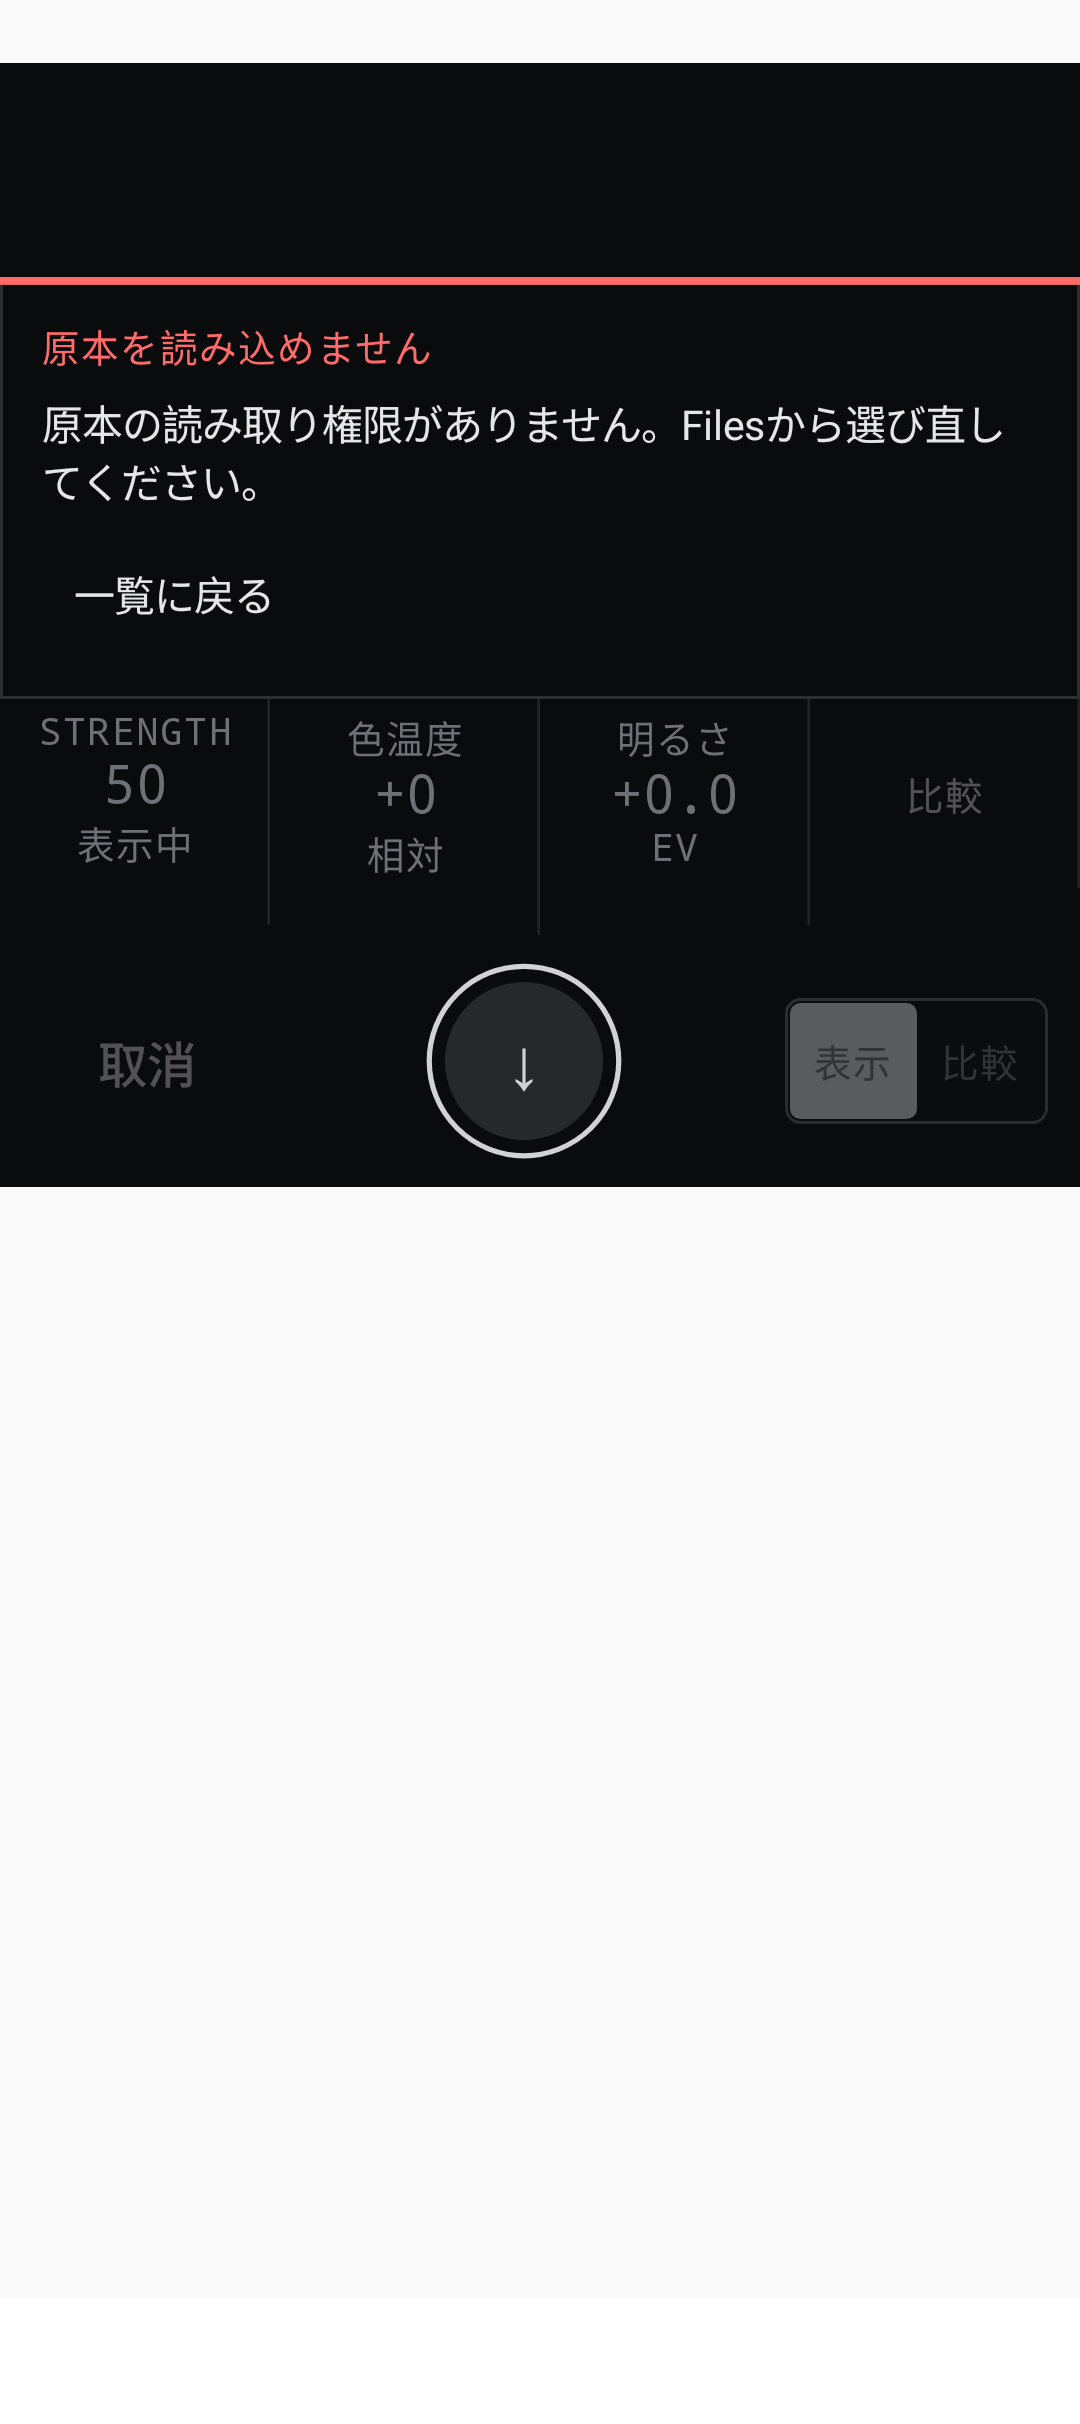 原本を読み込めません
原本の読み取り権限がありません。Filesから選び直し
てください。
一覧に戻る
STRENGTH
50
表示中
色温度
+0
相対
明るさ
+0.0
EV
比較
取消
↓
表示
比較